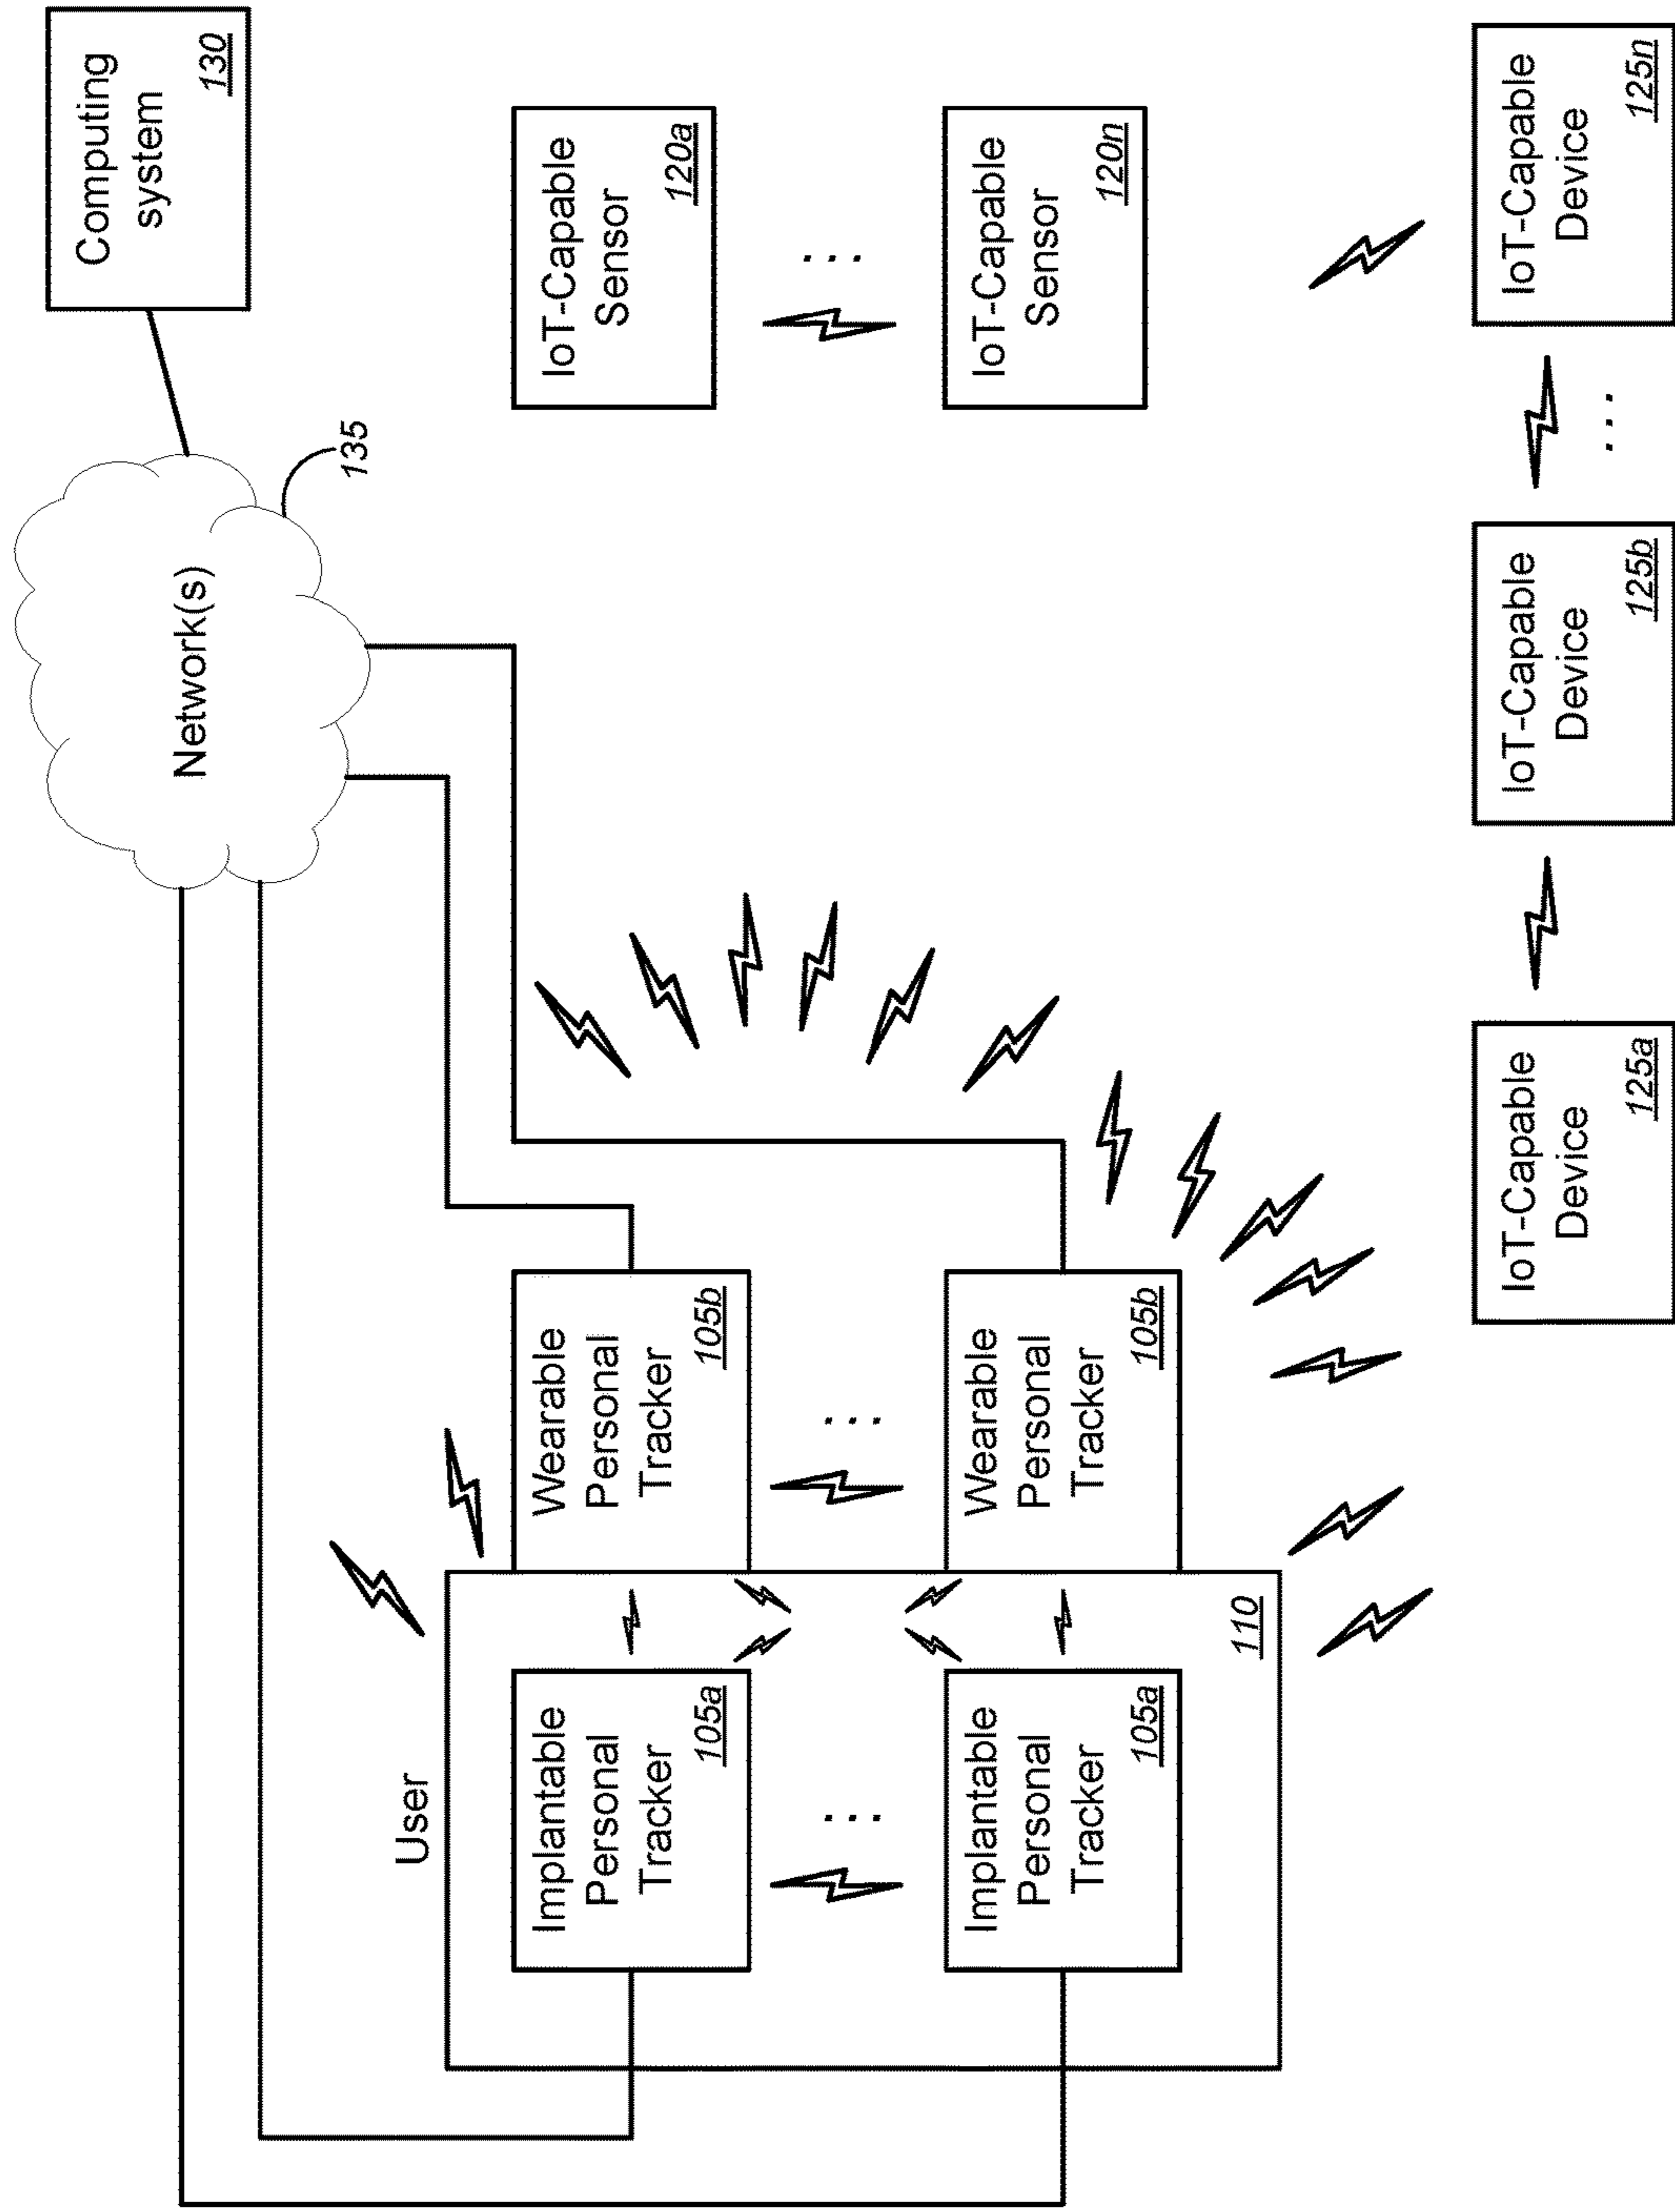 Network(s)
135
Computing
system
130
User
Implantable
Personal
Tracker
105a
Wearable
Personal
Tracker
105b
IoT-Capable
Sensor
120a
...
...
...
Implantable
Personal
Tracker
105a
Wearable
Personal
Tracker
105b
IoT-Capable
Sensor
120n
110
IoT-Capable
Device
125a
IoT-Capable
Device
125b
...
IoT-Capable
Device
125n